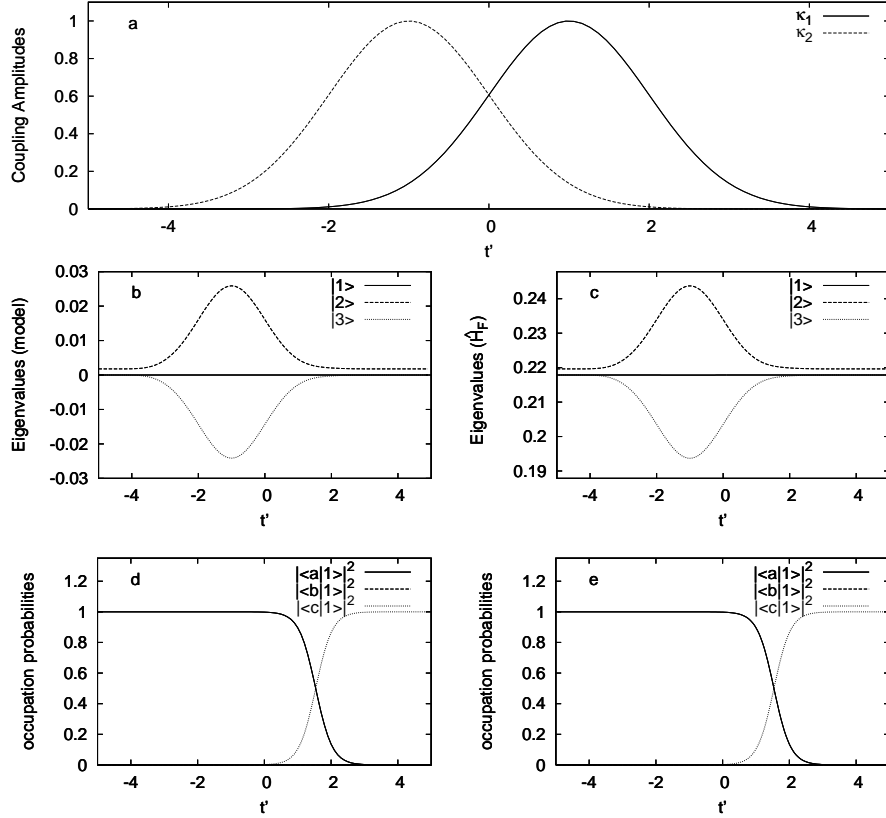 Coupling Amplitudes
1
0.8
0.6
0.4
0.2
0
a
κ1
κ2
-4
-2
0
2
4
t'
Eigenvalues (model)
0.03
0.02
0.01
0
-0.01
-0.02
-0.03
b
|1>
|2>
|3>
-4
-2
0
2
4
t'
Eigenvalues (ĤF)
0.24
0.23
0.22
0.21
0.2
0.19
c
|1>
|2>
|3>
-4
-2
0
2
4
t'
occupation probabilities
1.2
1
0.8
0.6
0.4
0.2
0
d
|<a|1>|2
|<b|1>|2
|<c|1>|2
-4
-2
0
2
4
t'
occupation probabilities
1.2
1
0.8
0.6
0.4
0.2
0
e
|<a|1>|2
|<b|1>|2
|<c|1>|2
-4
-2
0
2
4
t'